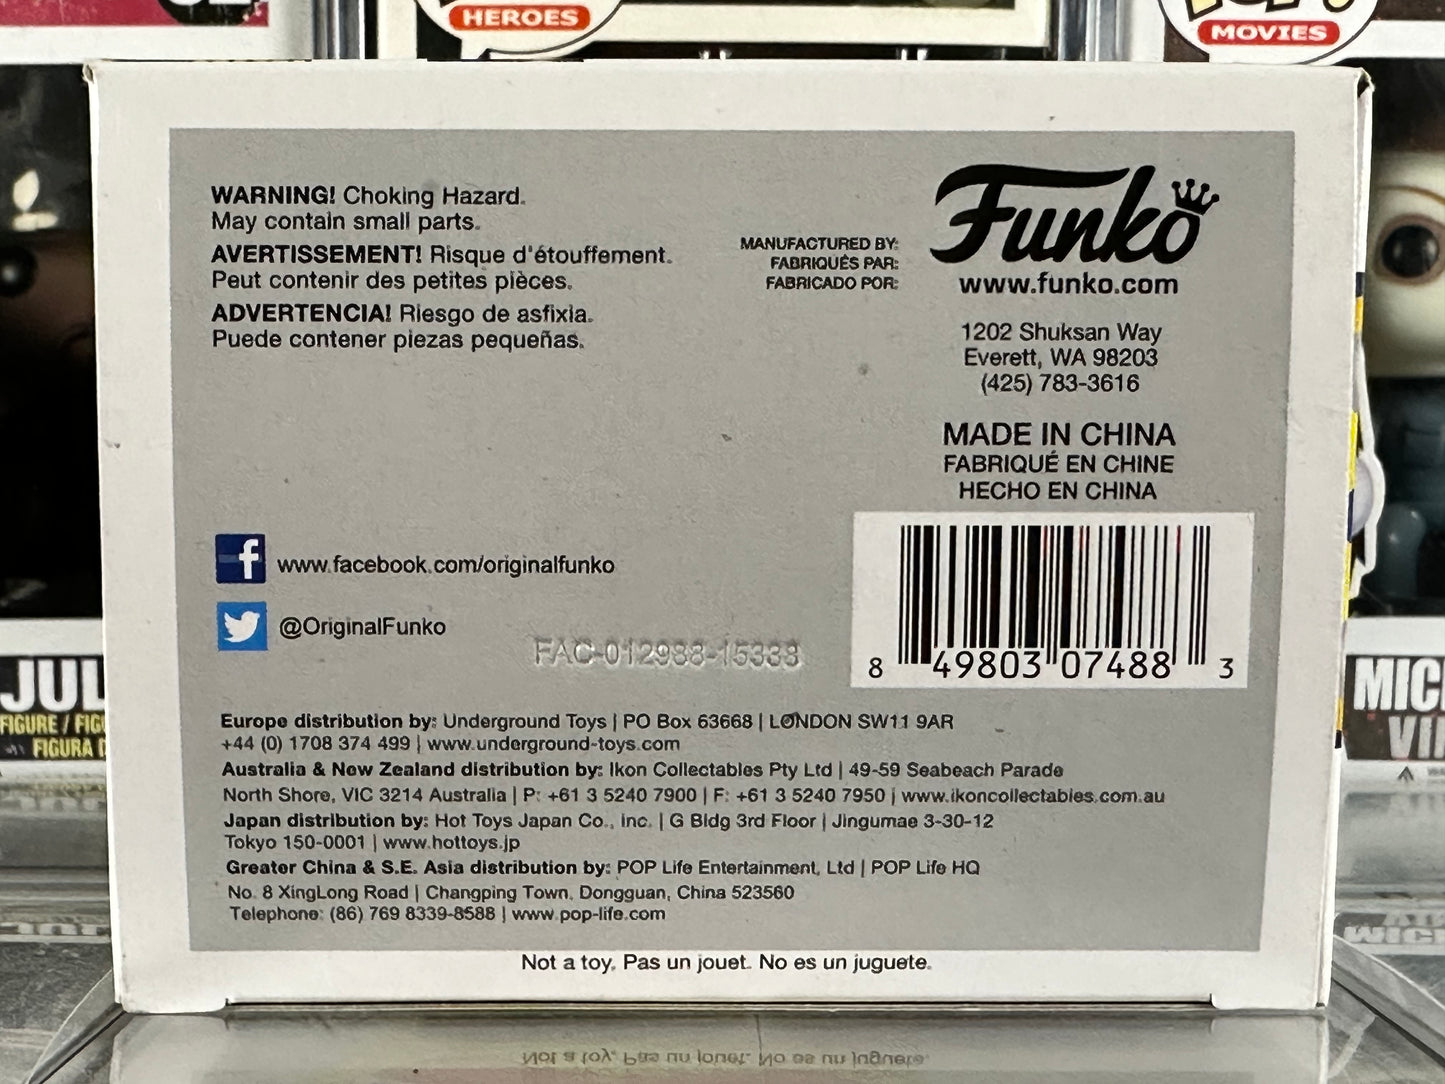 HEROES
MOVIES
WARNING! Choking Hazard.
May contain small parts.
AVERTISSEMENT! Risque d'étouffement.
Peut contenir des petites pièces.
ADVERTENCIA! Riesgo de asfixia.
Puede contener piezas pequeñas.
MANUFACTURED BY:
FABRIQUÉS PAR:
FABRICADO POR:
Funko
www.funko.com
1202 Shuksan Way
Everett, WA 98203
(425) 783-3616
MADE IN CHINA
FABRIQUÉ EN CHINE
HECHO EN CHINA
www.facebook.com/originalfunko
@OriginalFunko
FAC-012988-15333
8 49803 07488 3
Europe distribution by: Underground Toys | PO Box 63668 | LONDON SW11 9AR
+44 (0) 1708 374 499 | www.underground-toys.com
Australia & New Zealand distribution by: Ikon Collectables Pty Ltd | 49-59 Seabeach Parade
North Shore, VIC 3214 Australia | P: +61 3 5240 7900 | F: +61 3 5240 7950 | www.ikoncollectables.com.au
Japan distribution by: Hot Toys Japan Co., Inc. | G Bldg 3rd Floor | Jingumae 3-30-12
Tokyo 150-0001 | www.hottoys.jp
Greater China & S.E. Asia distribution by: POP Life Entertainment, Ltd | POP Life HQ
No. 8 XingLong Road | Changping Town, Dongguan, China 523560
Telephone: (86) 769 8339-8588 | www.pop-life.com
Not a toy. Pas un jouet. No es un juguete.
JUL
FIGURE / FIG
FIGURA
MIC
VI